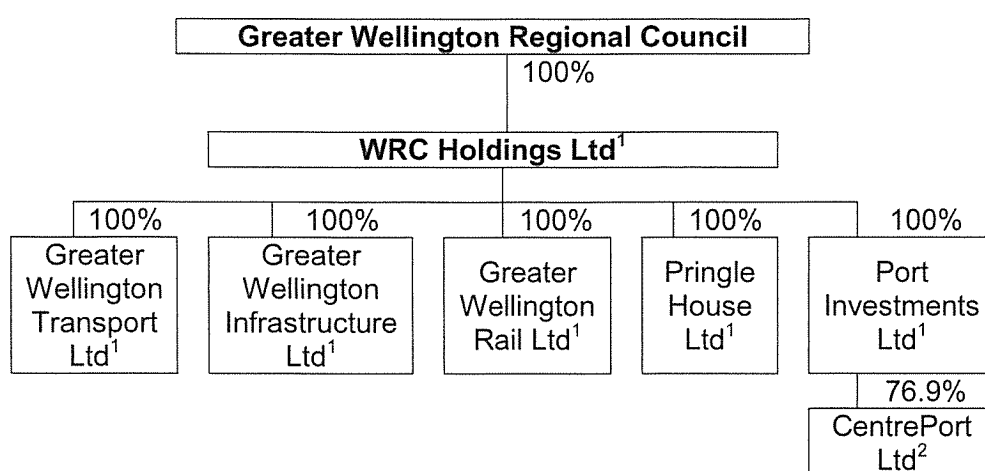 Greater Wellington Regional Council
100%
WRC Holdings Ltd¹
100%
100%
100%
100%
100%
Greater
Wellington
Transport
Ltd¹
Greater
Wellington
Infrastructure
Ltd¹
Greater
Wellington
Rail Ltd¹
Pringle
House
Ltd¹
Port
Investments
Ltd¹
76.9%
CentrePort
Ltd²